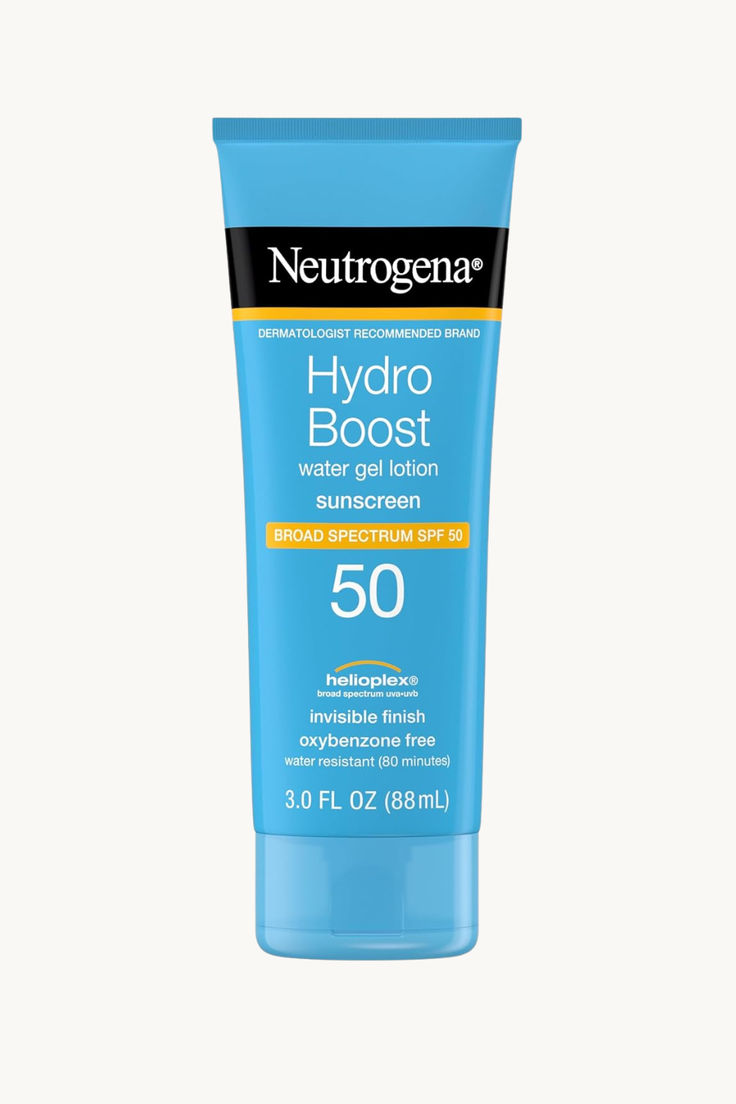 Neutrogena®
DERMATOLOGIST RECOMMENDED BRAND
Hydro
Boost
water gel lotion
sunscreen
BROAD SPECTRUM SPF 50
50
helioplex®
broad spectrum uva•uvb
invisible finish
oxybenzone free
water resistant (80 minutes)
3.0 FL OZ (88mL)